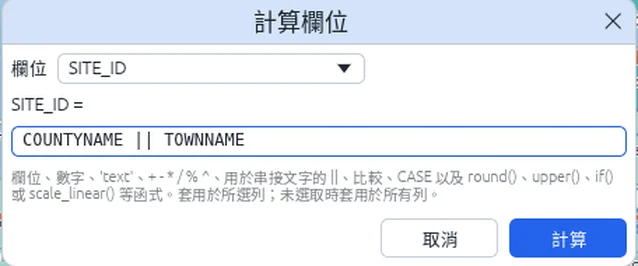 計算欄位
欄位 SITE_ID
SITE_ID =
COUNTYNAME || TOWNNAME
欄位、數字、'text'、+ - * / % ^、用於串接文字的 ||、比較、CASE 以及 round()、upper()、if()
或 scale_linear() 等函式。套用於所選列；未選取時套用於所有列。
取消 計算